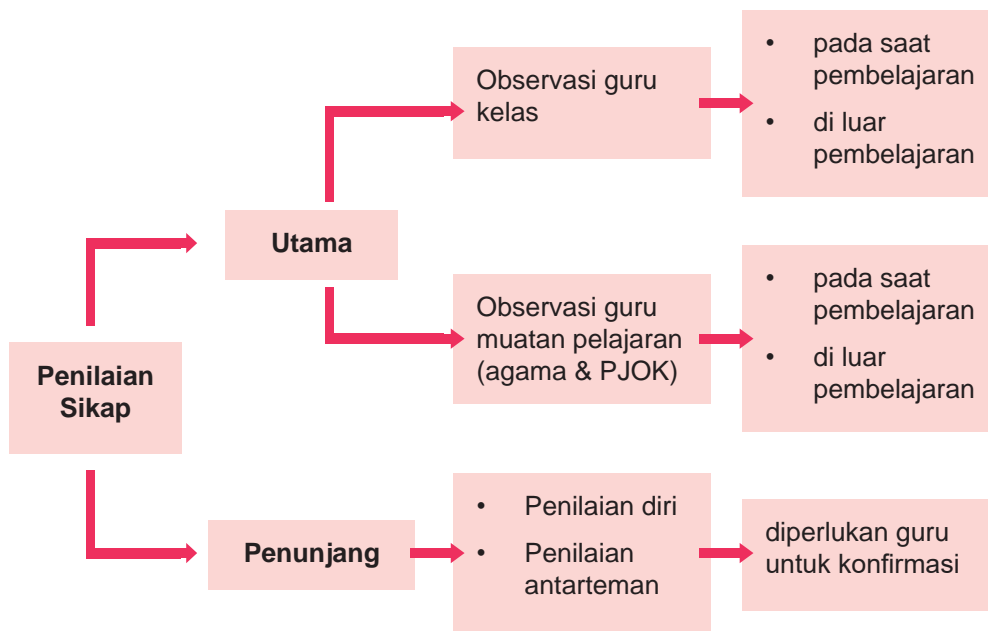 Penilaian
Sikap
Utama
Observasi guru
kelas
• pada saat
pembelajaran
• di luar
pembelajaran
Observasi guru
muatan pelajaran
(agama & PJOK)
• pada saat
pembelajaran
• di luar
pembelajaran
Penunjang
• Penilaian diri
• Penilaian
antarteman
diperlukan guru
untuk konfirmasi